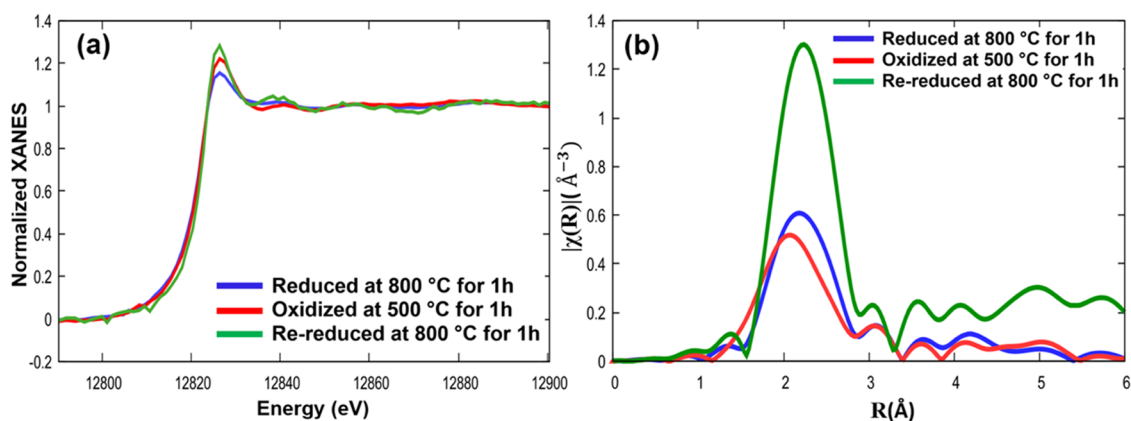 (a)
Normalized XANES
1.4
1.2
1
0.8
0.6
0.4
0.2
0
-0.2
12800
12820
12840
12860
12880
12900
Energy (eV)
Reduced at 800 °C for 1h
Oxidized at 500 °C for 1h
Re-reduced at 800 °C for 1h
(b)
|χ(R)|( Å⁻³)
1.4
1.2
1
0.8
0.6
0.4
0.2
0
0
1
2
3
4
5
6
R(Å)
Reduced at 800 °C for 1h
Oxidized at 500 °C for 1h
Re-reduced at 800 °C for 1h